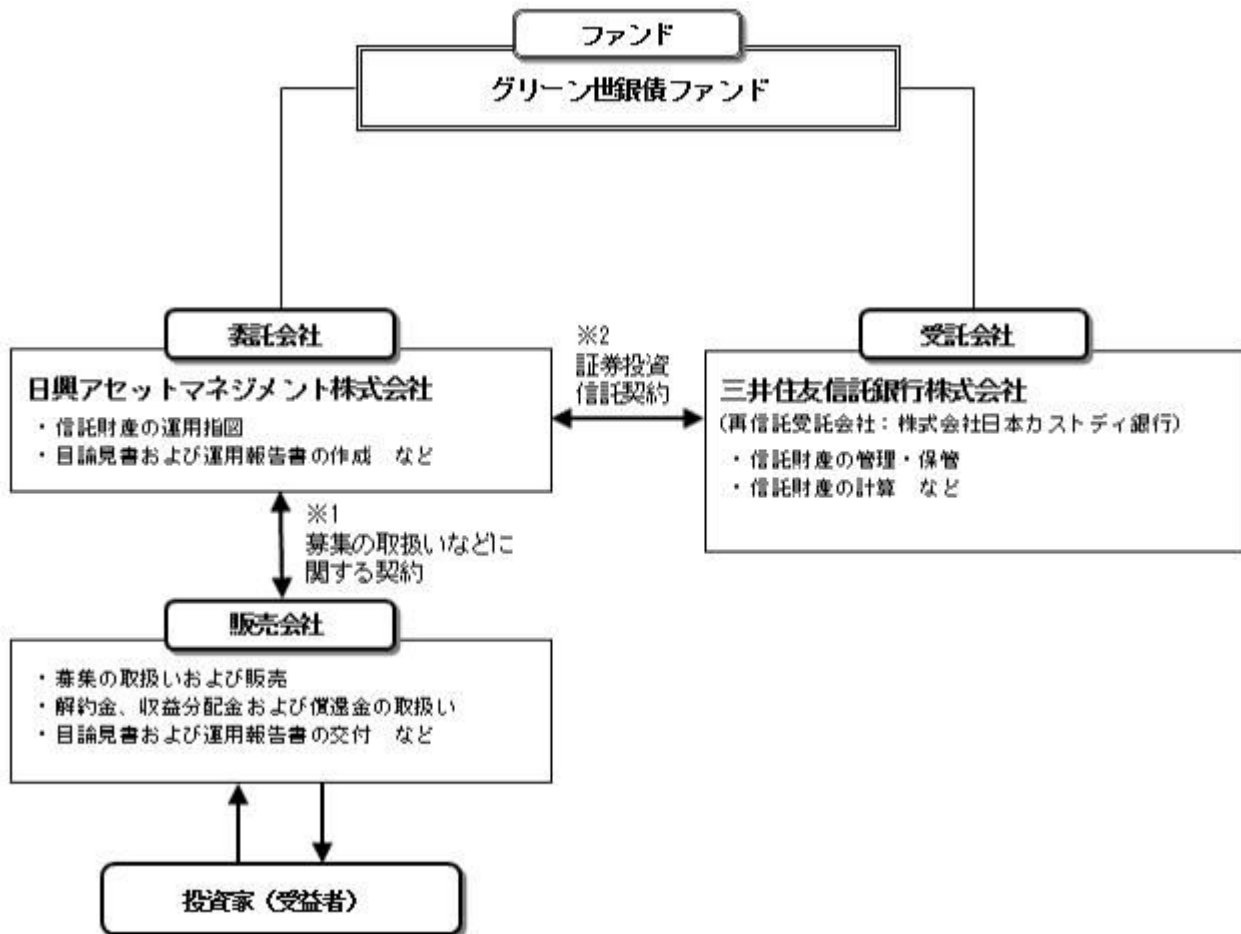 ファンド
グリーン世銀債ファンド
委託会社
日興アセットマネジメント株式会社
・信託財産の運用指図
・目論見書および運用報告書の作成　など
※2
証券投資
信託契約
受託会社
三井住友信託銀行株式会社
(再信託受託会社：株式会社日本カストディ銀行)
・信託財産の管理・保管
・信託財産の計算　など
※1
募集の取扱いなどに
関する契約
販売会社
・募集の取扱いおよび販売
・解約金、収益分配金および償還金の取扱い
・目論見書および運用報告書の交付　など
投資家（受益者）